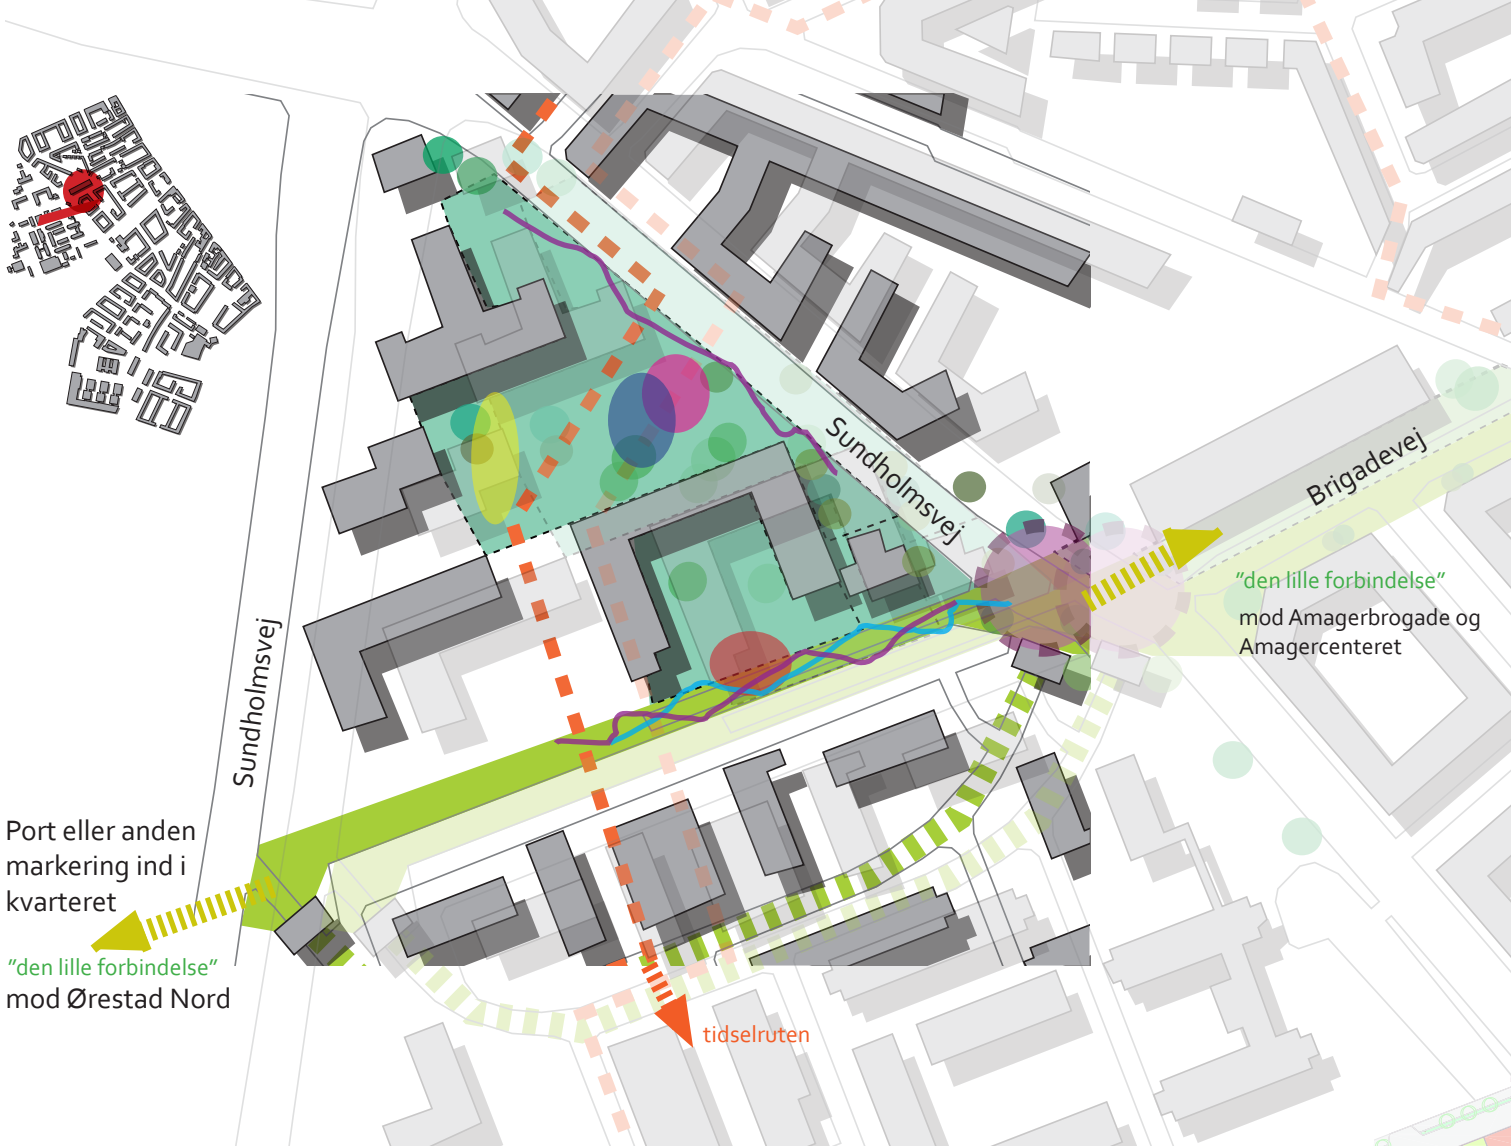 Sundholmsvej
Brigadevej
"den lille forbindelse"
mod Amagerbrogade og
Amagercenteret
Sundholmsvej
Port eller anden
markering ind i
kvarteret
"den lille forbindelse"
mod Ørestad Nord
tidselruten